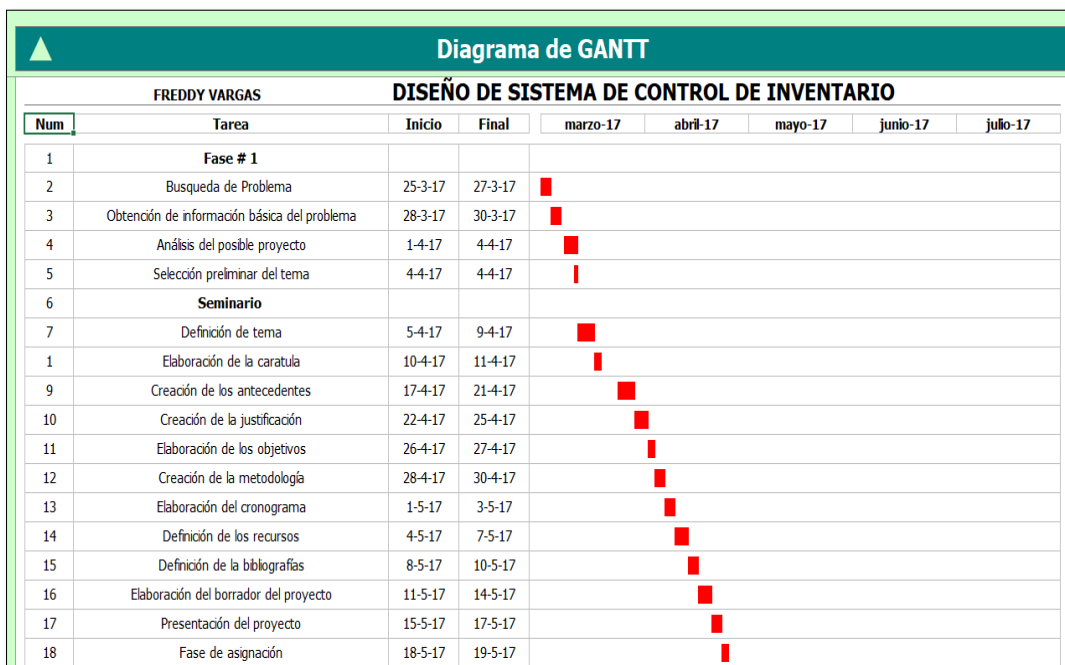 Diagrama de GANTT
FREDDY VARGAS DISEÑO DE SISTEMA DE CONTROL DE INVENTARIO
Num Tarea Inicio Final marzo-17 abril-17 mayo-17 junio-17 julio-17
1 Fase # 1
2 Busqueda de Problema 25-3-17 27-3-17
3 Obtención de información básica del problema 28-3-17 30-3-17
4 Análisis del posible proyecto 1-4-17 4-4-17
5 Selección preliminar del tema 4-4-17 4-4-17
6 Seminario
7 Definición de tema 5-4-17 9-4-17
1 Elaboración de la caratula 10-4-17 11-4-17
9 Creación de los antecedentes 17-4-17 21-4-17
10 Creación de la justificación 22-4-17 25-4-17
11 Elaboración de los objetivos 26-4-17 27-4-17
12 Creación de la metodología 28-4-17 30-4-17
13 Elaboración del cronograma 1-5-17 3-5-17
14 Definición de los recursos 4-5-17 7-5-17
15 Definición de la bibliografías 8-5-17 10-5-17
16 Elaboración del borrador del proyecto 11-5-17 14-5-17
17 Presentación del proyecto 15-5-17 17-5-17
18 Fase de asignación 18-5-17 19-5-17